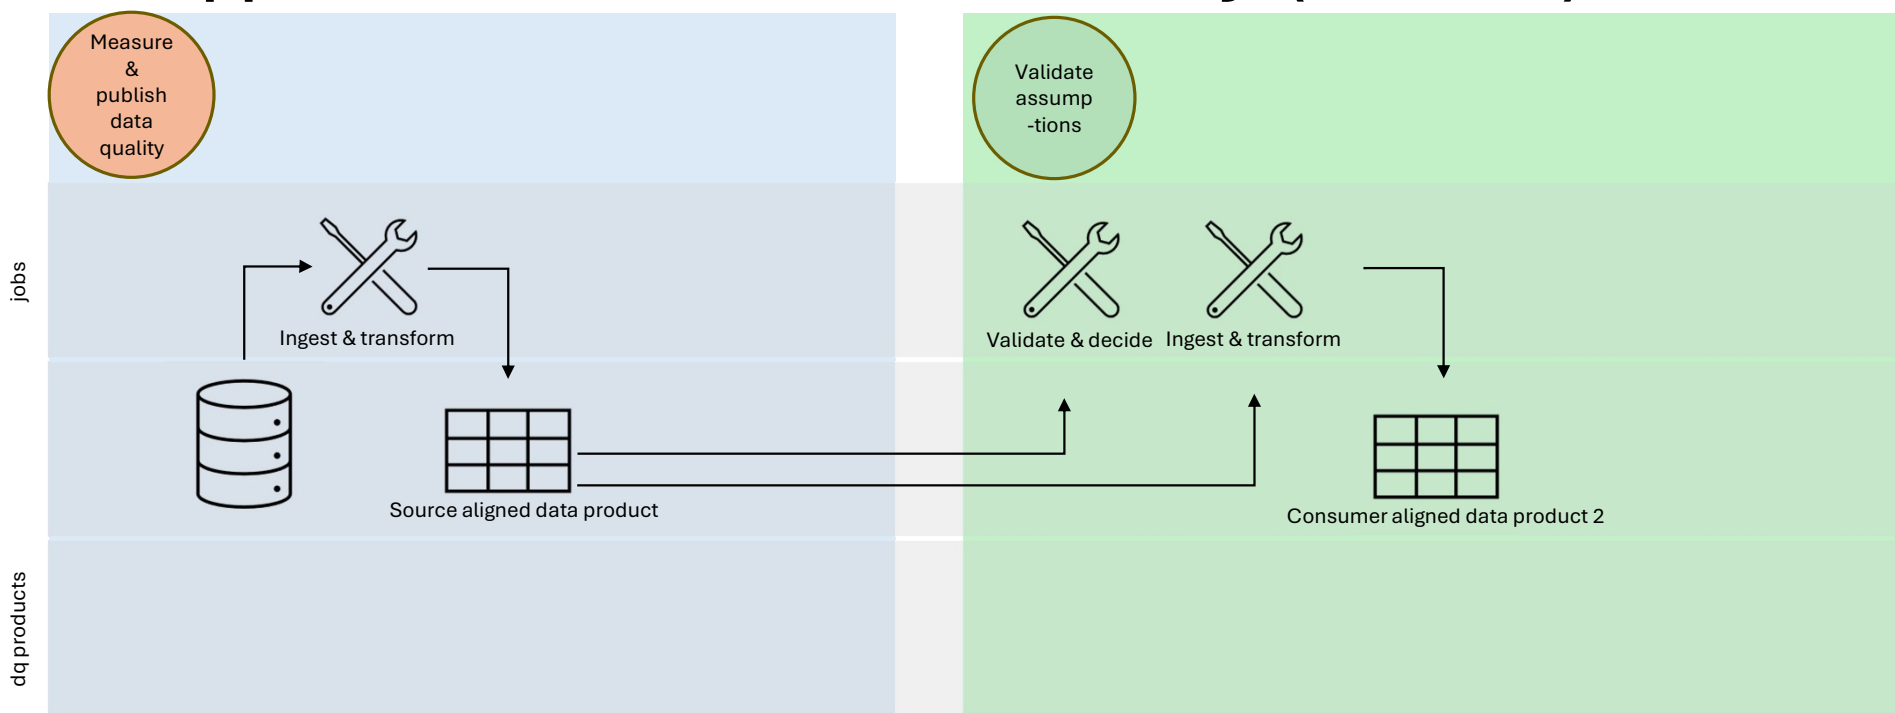 Measure
&
publish
data
quality
Validate
assump
-tions
jobs
Ingest & transform
Validate & decide
Ingest & transform
Source aligned data product
Consumer aligned data product 2
dq products